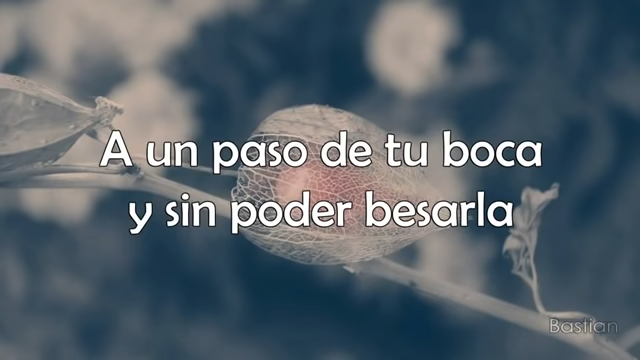 A un paso de tu boca
y sin poder besarla
Bastian